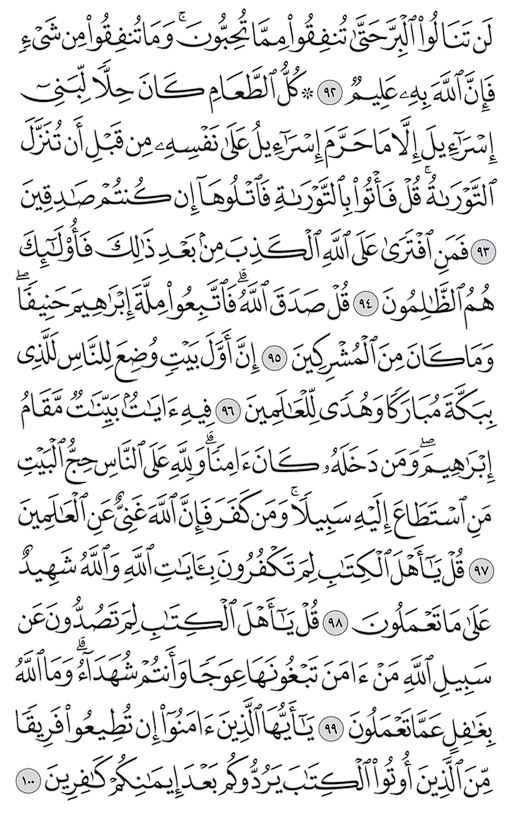 لَن تَنَالُوا۟ ٱلْبِرَّ حَتَّىٰ تُنفِقُوا۟ مِمَّا تُحِبُّونَ ۚ وَمَا تُنفِقُوا۟ مِن شَىْءٍ
فَإِنَّ ٱللَّهَ بِهِۦ عَلِيمٌ ٩٢ ۞ كُلُّ ٱلطَّعَامِ كَانَ حِلًّا لِّبَنِىٓ
إِسْرَٰٓءِيلَ إِلَّا مَا حَرَّمَ إِسْرَٰٓءِيلُ عَلَىٰ نَفْسِهِۦ مِن قَبْلِ أَن تُنَزَّلَ
ٱلتَّوْرَىٰةُ ۗ قُلْ فَأْتُوا۟ بِٱلتَّوْرَىٰةِ فَٱتْلُوهَآ إِن كُنتُمْ صَٰدِقِينَ
٩٣ فَمَنِ ٱفْتَرَىٰ عَلَى ٱللَّهِ ٱلْكَذِبَ مِنۢ بَعْدِ ذَٰلِكَ فَأُو۟لَٰٓئِكَ
هُمُ ٱلظَّٰلِمُونَ ٩٤ قُلْ صَدَقَ ٱللَّهُ ۗ فَٱتَّبِعُوا۟ مِلَّةَ إِبْرَٰهِيمَ حَنِيفًا ۖ
وَمَا كَانَ مِنَ ٱلْمُشْرِكِينَ ٩٥ إِنَّ أَوَّلَ بَيْتٍ وُضِعَ لِلنَّاسِ لَلَّذِى
بِبَكَّةَ مُبَارَكًا وَهُدًى لِّلْعَٰلَمِينَ ٩٦ فِيهِ ءَايَٰتٌۢ بَيِّنَٰتٌ مَّقَامُ
إِبْرَٰهِيمَ ۖ وَمَن دَخَلَهُۥ كَانَ ءَامِنًا ۗ وَلِلَّهِ عَلَى ٱلنَّاسِ حِجُّ ٱلْبَيْتِ
مَنِ ٱسْتَطَاعَ إِلَيْهِ سَبِيلًا ۚ وَمَن كَفَرَ فَإِنَّ ٱللَّهَ غَنِىٌّ عَنِ ٱلْعَٰلَمِينَ
٩٧ قُلْ يَٰٓأَهْلَ ٱلْكِتَٰبِ لِمَ تَكْفُرُونَ بِـَٔايَٰتِ ٱللَّهِ وَٱللَّهُ شَهِيدٌ
عَلَىٰ مَا تَعْمَلُونَ ٩٨ قُلْ يَٰٓأَهْلَ ٱلْكِتَٰبِ لِمَ تَصُدُّونَ عَن
سَبِيلِ ٱللَّهِ مَنْ ءَامَنَ تَبْغُونَهَا عِوَجًا وَأَنتُمْ شُهَدَآءُ ۗ وَمَا ٱللَّهُ
بِغَٰفِلٍ عَمَّا تَعْمَلُونَ ٩٩ يَٰٓأَيُّهَا ٱلَّذِينَ ءَامَنُوٓا۟ إِن تُطِيعُوا۟ فَرِيقًا
مِّنَ ٱلَّذِينَ أُوتُوا۟ ٱلْكِتَٰبَ يَرُدُّوكُم بَعْدَ إِيمَٰنِكُمْ كَٰفِرِينَ ١٠٠